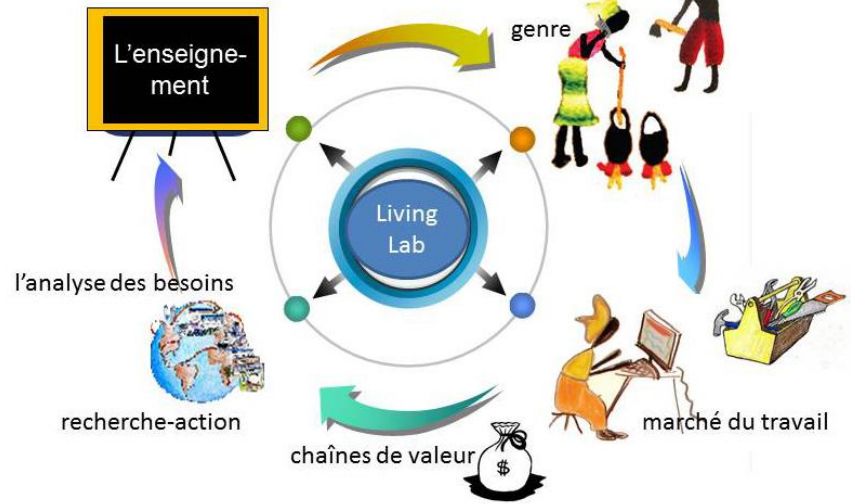 L'enseigne-
ment
genre
Living
Lab
l'analyse des besoins
recherche-action
marché du travail
chaînes de valeur
$